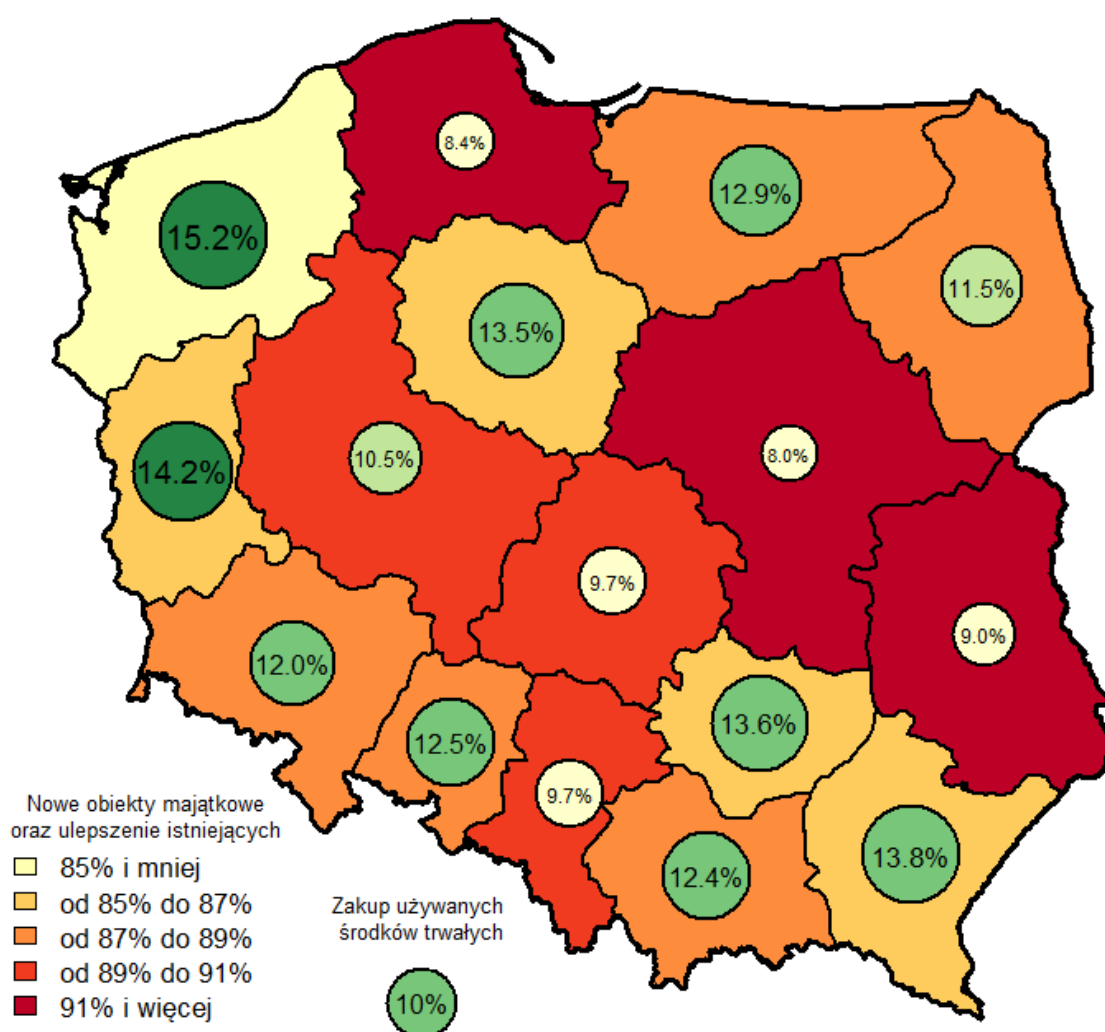 8.4%
12.9%
15.2%
11.5%
13.5%
10.5%
8.0%
14.2%
9.7%
9.0%
12.0%
13.6%
12.5%
9.7%
13.8%
12.4%
Nowe obiekty majątkowe
oraz ulepszenie istniejących
85% i mniej
od 85% do 87%
od 87% do 89%
od 89% do 91%
91% i więcej
Zakup używanych
środków trwałych
10%